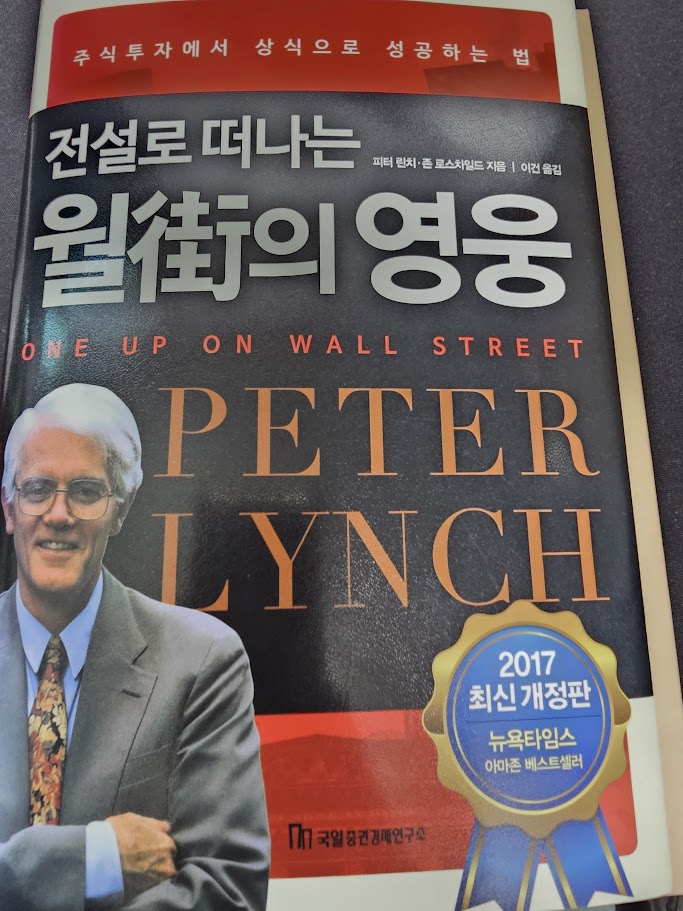 주식투자에서 상식으로 성공하는 법
전설로 떠나는
피터 린치·존 로스차일드 지음 | 이건 옮김
월街의 영웅
ONE UP ON WALL STREET
PETER
LYNCH
2017
최신 개정판
뉴욕타임스
아마존 베스트셀러
국일증권경제연구소